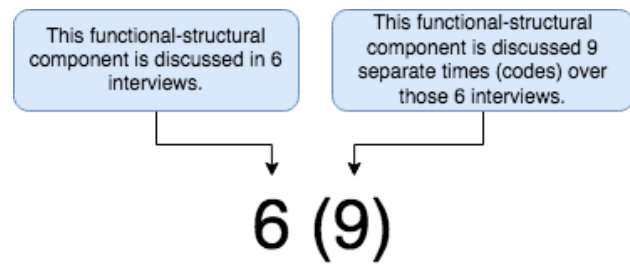 This functional-structural
component is discussed in 6
interviews.
This functional-structural
component is discussed 9
separate times (codes) over
those 6 interviews.
6 (9)